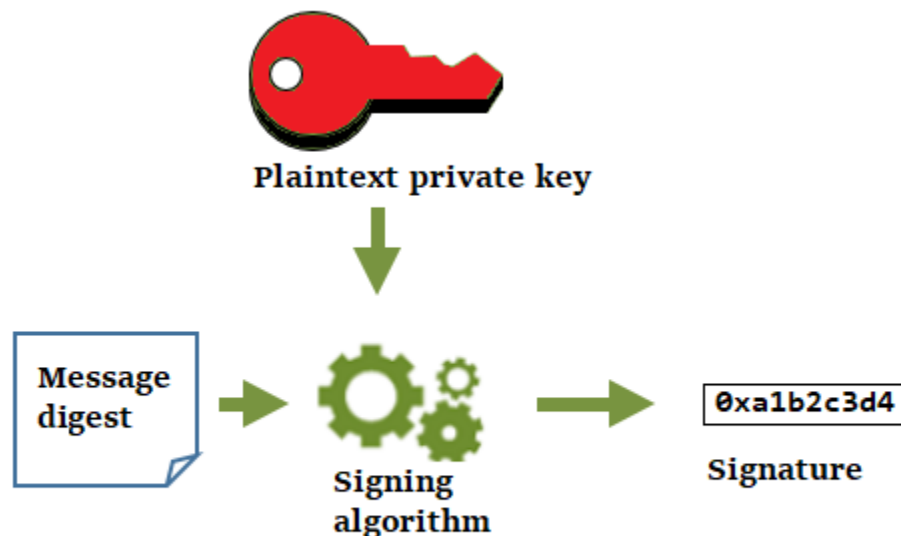 Plaintext private key
Message
digest
0xa1b2c3d4
Signing
algorithm
Signature